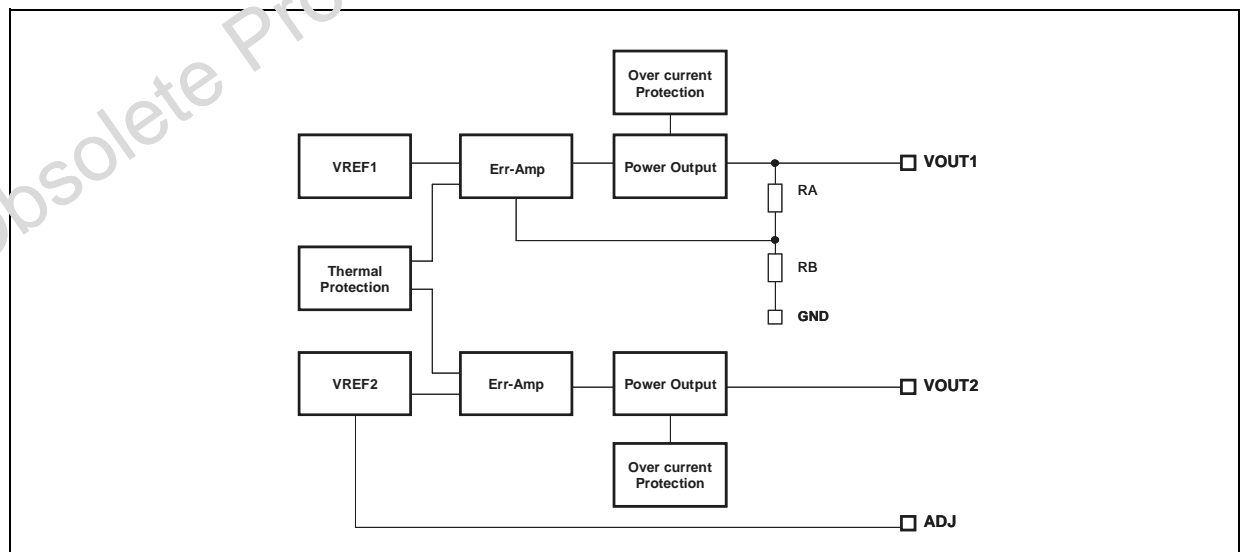 Obsolete Pro
Over current
Protection
VREF1
Err-Amp
Power Output
VOUT1
RA
Thermal
Protection
RB
GND
VREF2
Err-Amp
Power Output
VOUT2
Over current
Protection
ADJ